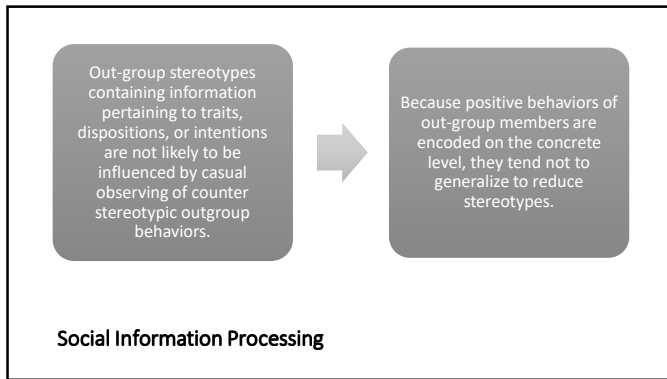 Out-group stereotypes
containing information
pertaining to traits,
dispositions, or intentions
are not likely to be
influenced by casual
observing of counter
stereotypic outgroup
behaviors.
Because positive behaviors of
out-group members are
encoded on the concrete
level, they tend not to
generalize to reduce
stereotypes.
Social Information Processing